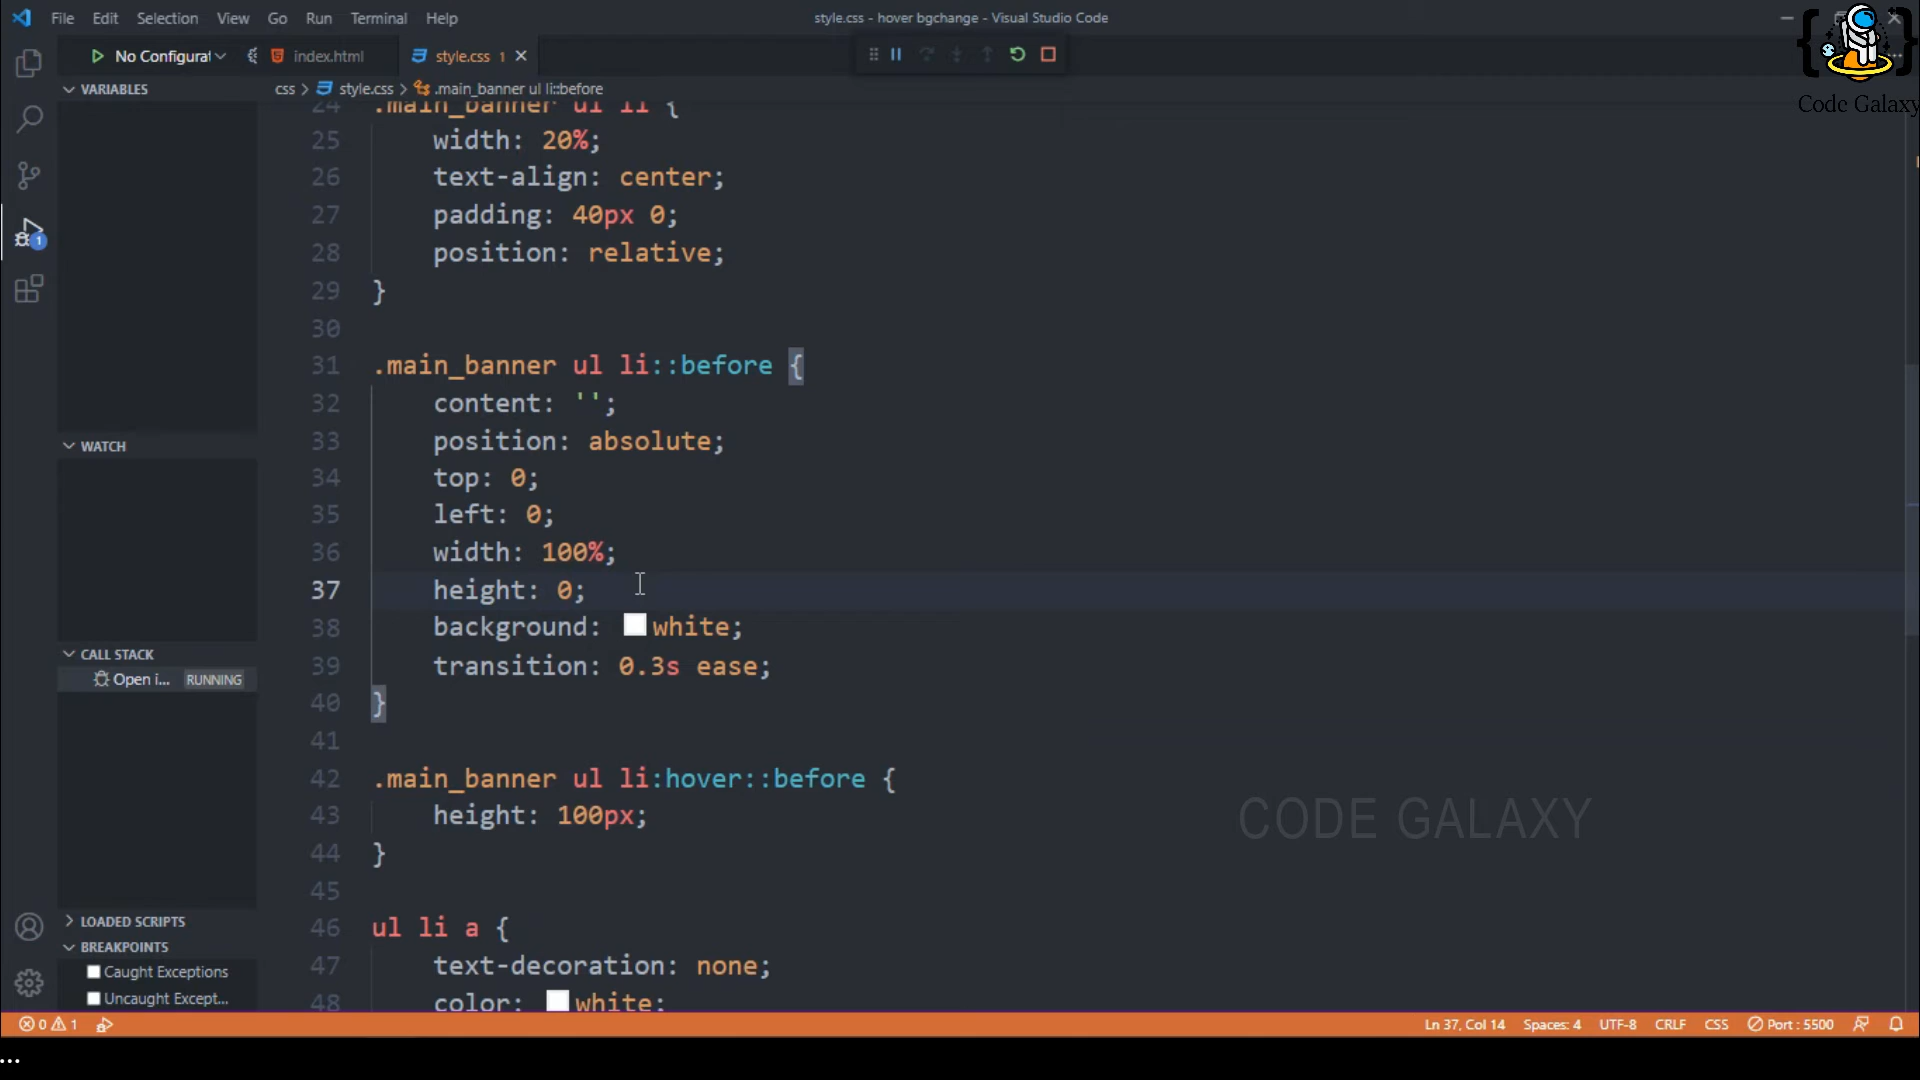 File Edit Selection View Go Run Terminal Help
style.css - hover bgchange - Visual Studio Code
No Configurat
index.html
style.css 1
Code Galaxy
VARIABLES
css > style.css > .main_banner ul li::before
24 .main_banner ul li {
25 width: 20%;
26 text-align: center;
27 padding: 40px 0;
28 position: relative;
29 }
30
31 .main_banner ul li::before {
32 content: '';
33 position: absolute;
34 top: 0;
35 left: 0;
36 width: 100%;
37 height: 0;
38 background: white;
39 transition: 0.3s ease;
40 }
41
42 .main_banner ul li:hover::before {
43 height: 100px;
44 }
45
46 ul li a {
47 text-decoration: none;
48 color: white;
1
WATCH
CALL STACK
Open i... RUNNING
LOADED SCRIPTS
BREAKPOINTS
Caught Exceptions
Uncaught Except...
CODE GALAXY
0 1
Ln 37, Col 14 Spaces: 4 UTF-8 CRLF CSS Port : 5500
...